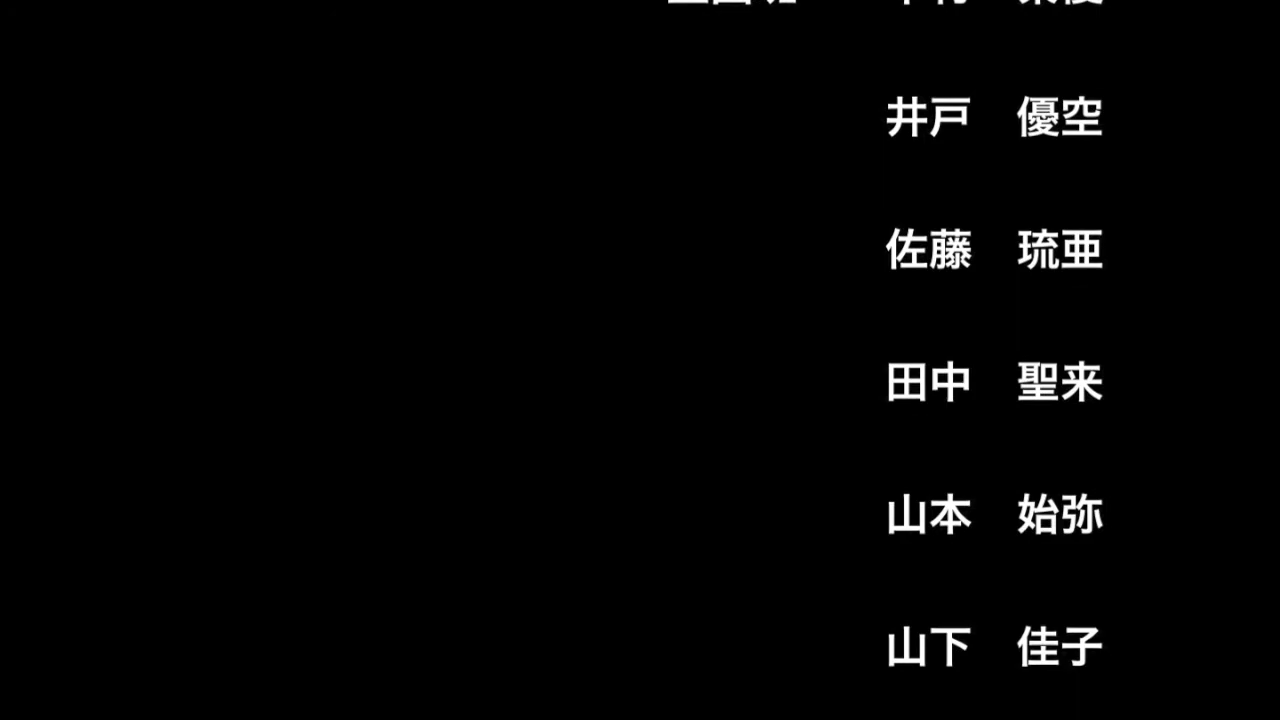 井戸　優空
佐藤　琉亜
田中　聖来
山本　始弥
山下　佳子